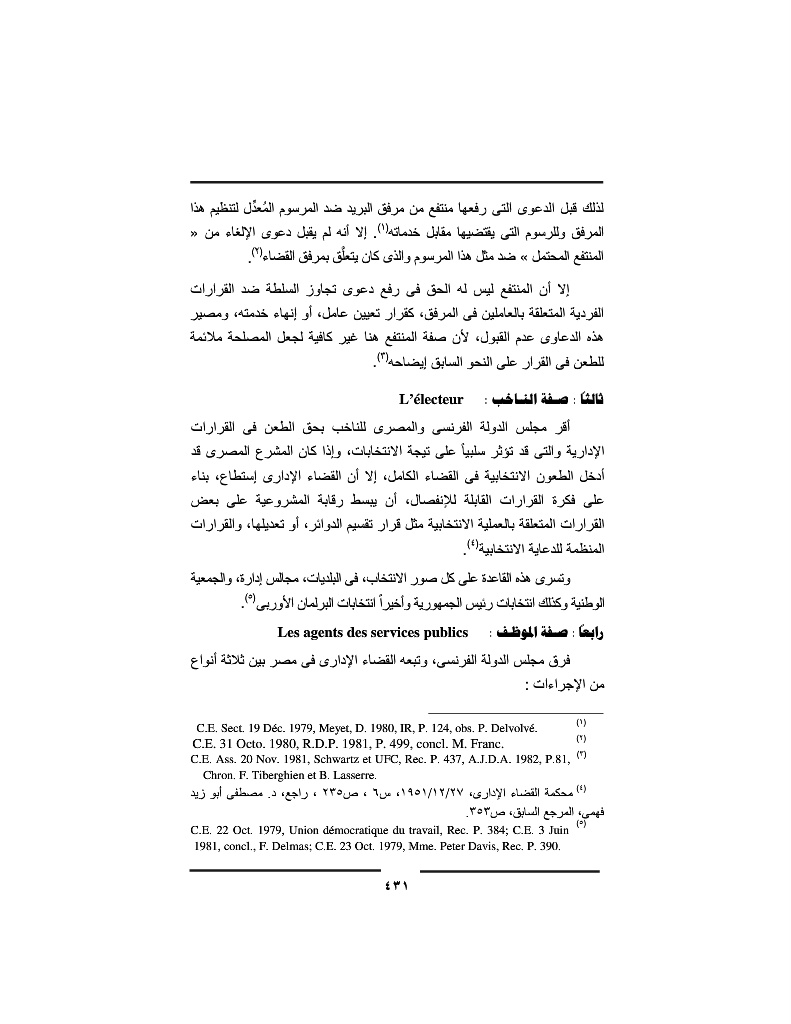 لذلك قبل الدعوى التى رفعها منتفع من مرفق البريد ضد المرسوم المُعدِّل لتنظيم هذا
المرفق وللرسوم التى يقتضيها مقابل خدماته(١). إلا أنه لم يقبل دعوى الإلغاء من «
المنتفع المحتمل » ضد مثل هذا المرسوم والذى كان يتعلَّق بمرفق القضاء(٢).
إلا أن المنتفع ليس له الحق فى رفع دعوى تجاوز السلطة ضد القرارات
الفردية المتعلقة بالعاملين فى المرفق، كقرار تعيين عامل، أو إنهاء خدمته، ومصير
هذه الدعاوى عدم القبول، لأن صفة المنتفع هنا غير كافية لجعل المصلحة ملائمة
للطعن فى القرار على النحو السابق إيضاحه(٣).
ثالثاً : صفة الناخب : L’électeur
أقر مجلس الدولة الفرنسى والمصرى للناخب بحق الطعن فى القرارات
الإدارية والتى قد تؤثر سلبياً على تيجة الانتخابات، وإذا كان المشرع المصرى قد
أدخل الطعون الانتخابية فى القضاء الكامل، إلا أن القضاء الإدارى إستطاع، بناء
على فكرة القرارات القابلة للإنفصال، أن يبسط رقابة المشروعية على بعض
القرارات المتعلقة بالعملية الانتخابية مثل قرار تقسيم الدوائر، أو تعديلها، والقرارات
المنظمة للدعاية الانتخابية(٤).
وتسرى هذه القاعدة على كل صور الانتخاب، فى البلديات، مجالس إدارة، والجمعية
الوطنية وكذلك انتخابات رئيس الجمهورية وأخيراً انتخابات البرلمان الأوربى(٥).
رابعاً : صفة الموظف : Les agents des services publics
فرق مجلس الدولة الفرنسى، وتبعه القضاء الإدارى فى مصر بين ثلاثة أنواع
من الإجراءات :
(١) C.E. Sect. 19 Déc. 1979, Meyet, D. 1980, IR, P. 124, obs. P. Delvolvé.
(٢) C.E. 31 Octo. 1980, R.D.P. 1981, P. 499, concl. M. Franc.
(٣) C.E. Ass. 20 Nov. 1981, Schwartz et UFC, Rec. P. 437, A.J.D.A. 1982, P.81,
Chron. F. Tiberghien et B. Lasserre.
(٤) محكمة القضاء الإدارى، ١٩٥١/١٢/٢٧، س٦ ، ص٢٣٥ ، راجع، د. مصطفى أبو زيد
فهمى، المرجع السابق، ص٣٥٣.
(٥) C.E. 22 Oct. 1979, Union démocratique du travail, Rec. P. 384; C.E. 3 Juin
1981, concl., F. Delmas; C.E. 23 Oct. 1979, Mme. Peter Davis, Rec. P. 390.
٤٣١